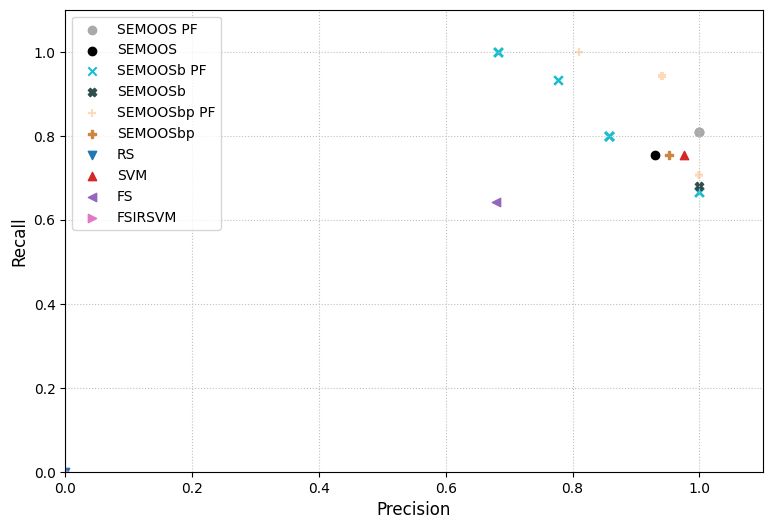 SEMOOS PF
SEMOOS
SEMOOSb PF
SEMOOSb
SEMOOSbp PF
SEMOOSbp
RS
SVM
FS
FSIRSVM
1.0
0.8
0.6
0.4
0.2
0.0
Recall
0.0 0.2 0.4 0.6 0.8 1.0
Precision